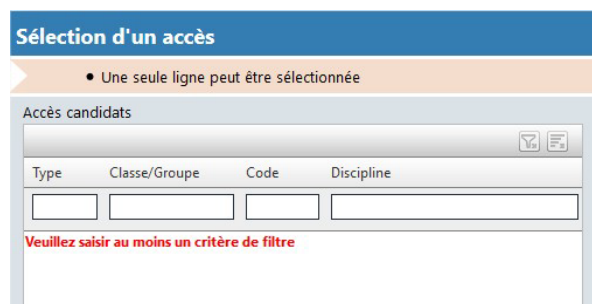 Sélection d'un accès
• Une seule ligne peut être sélectionnée
Accès candidats
Type Classe/Groupe Code Discipline
Veuillez saisir au moins un critère de filtre